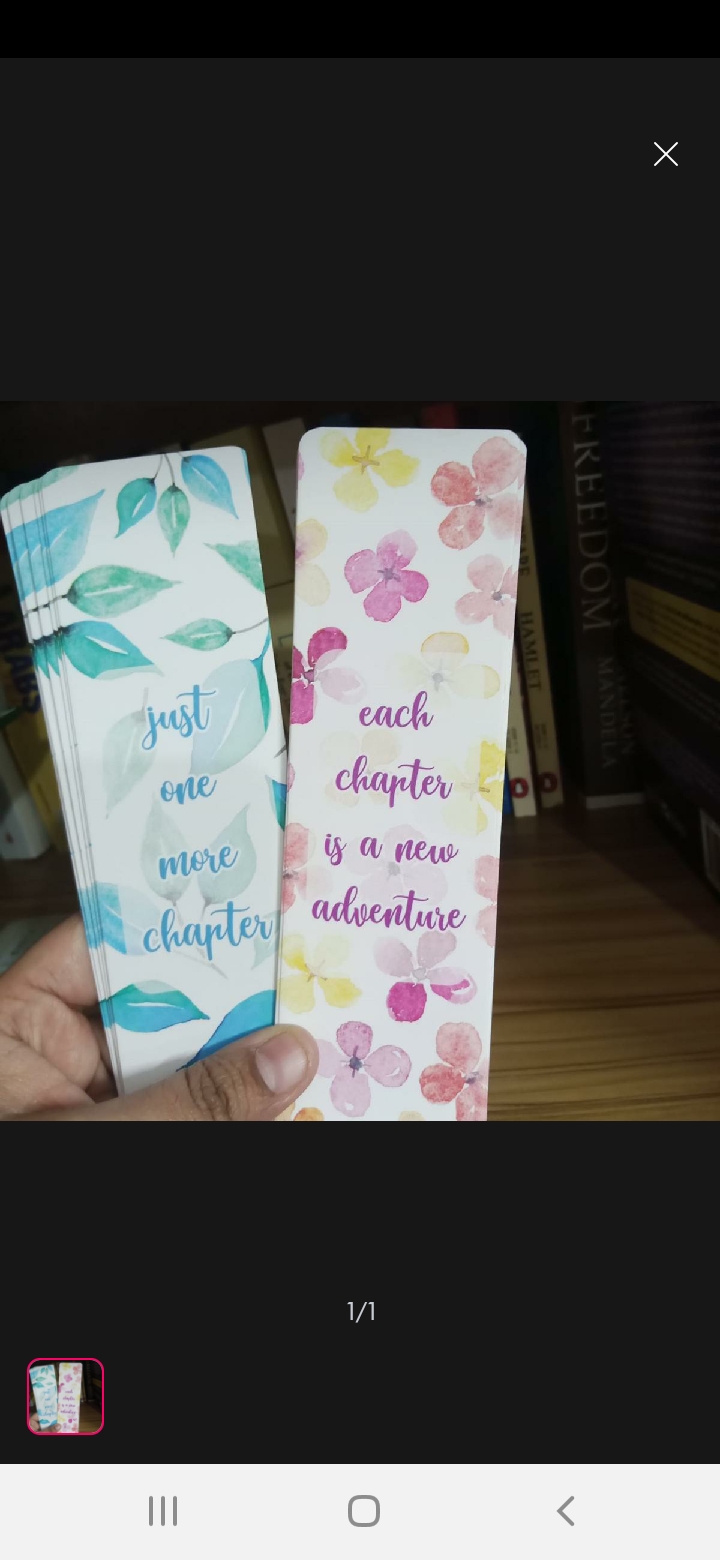 just
one
more
chapter
each
chapter
is a new
adventure
FREEDOM
MANDELA
HAMLET
1/1